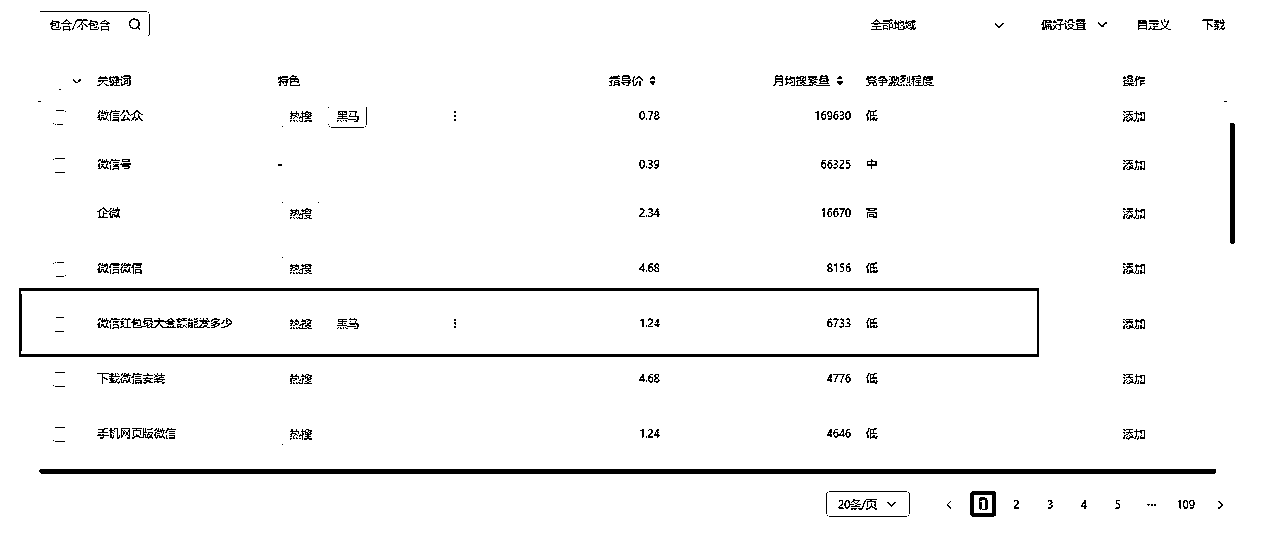 包含/不包含 全部地域 偏好设置 自定义 下载
关键词 特色 指导价 月均搜索量 竞争激烈程度 操作
微信公众 热搜 黑马 0.78 169630 低 添加
微信号 - 0.39 66325 中 添加
企微 热搜 2.34 16670 高 添加
微信微信 热搜 4.68 8156 低 添加
微信红包最大金额能发多少 热搜 黑马 1.24 6733 低 添加
下载微信安装 热搜 4.68 4776 低 添加
手机网页版微信 热搜 1.24 4646 低 添加
20条/页 2 3 4 5 ... 109